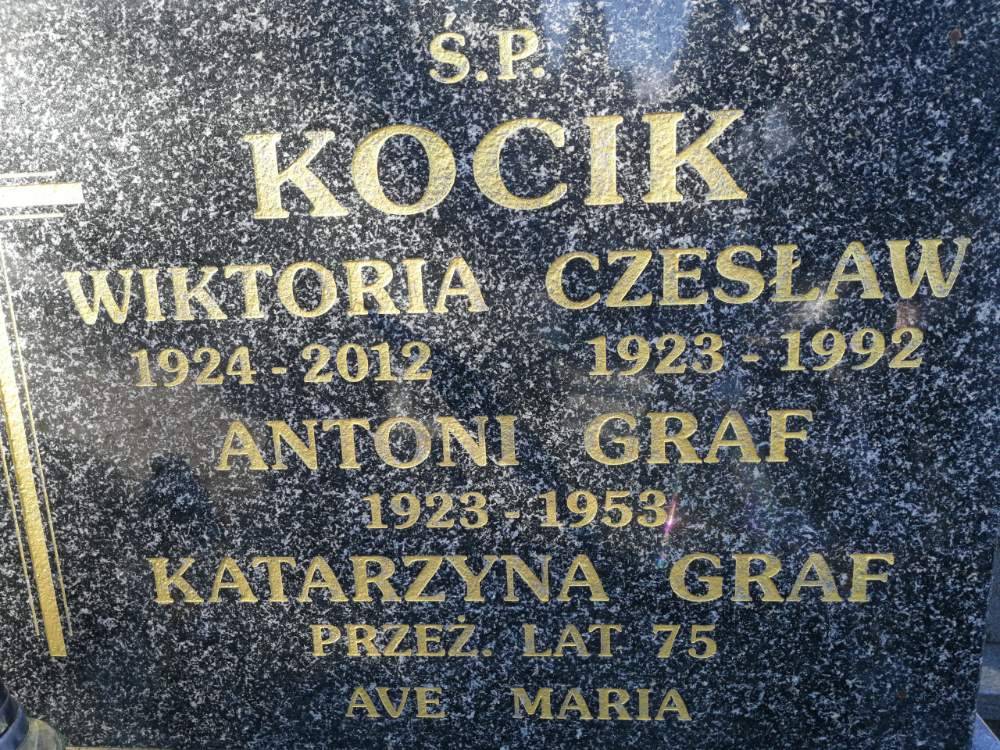 Ś.P.
KOCIK
WIKTORIA CZESŁAW
1924 - 2012 1923 - 1992
ANTONI GRAF
1923 - 1953
KATARZYNA GRAF
PRZEŻ. LAT 75
AVE MARIA